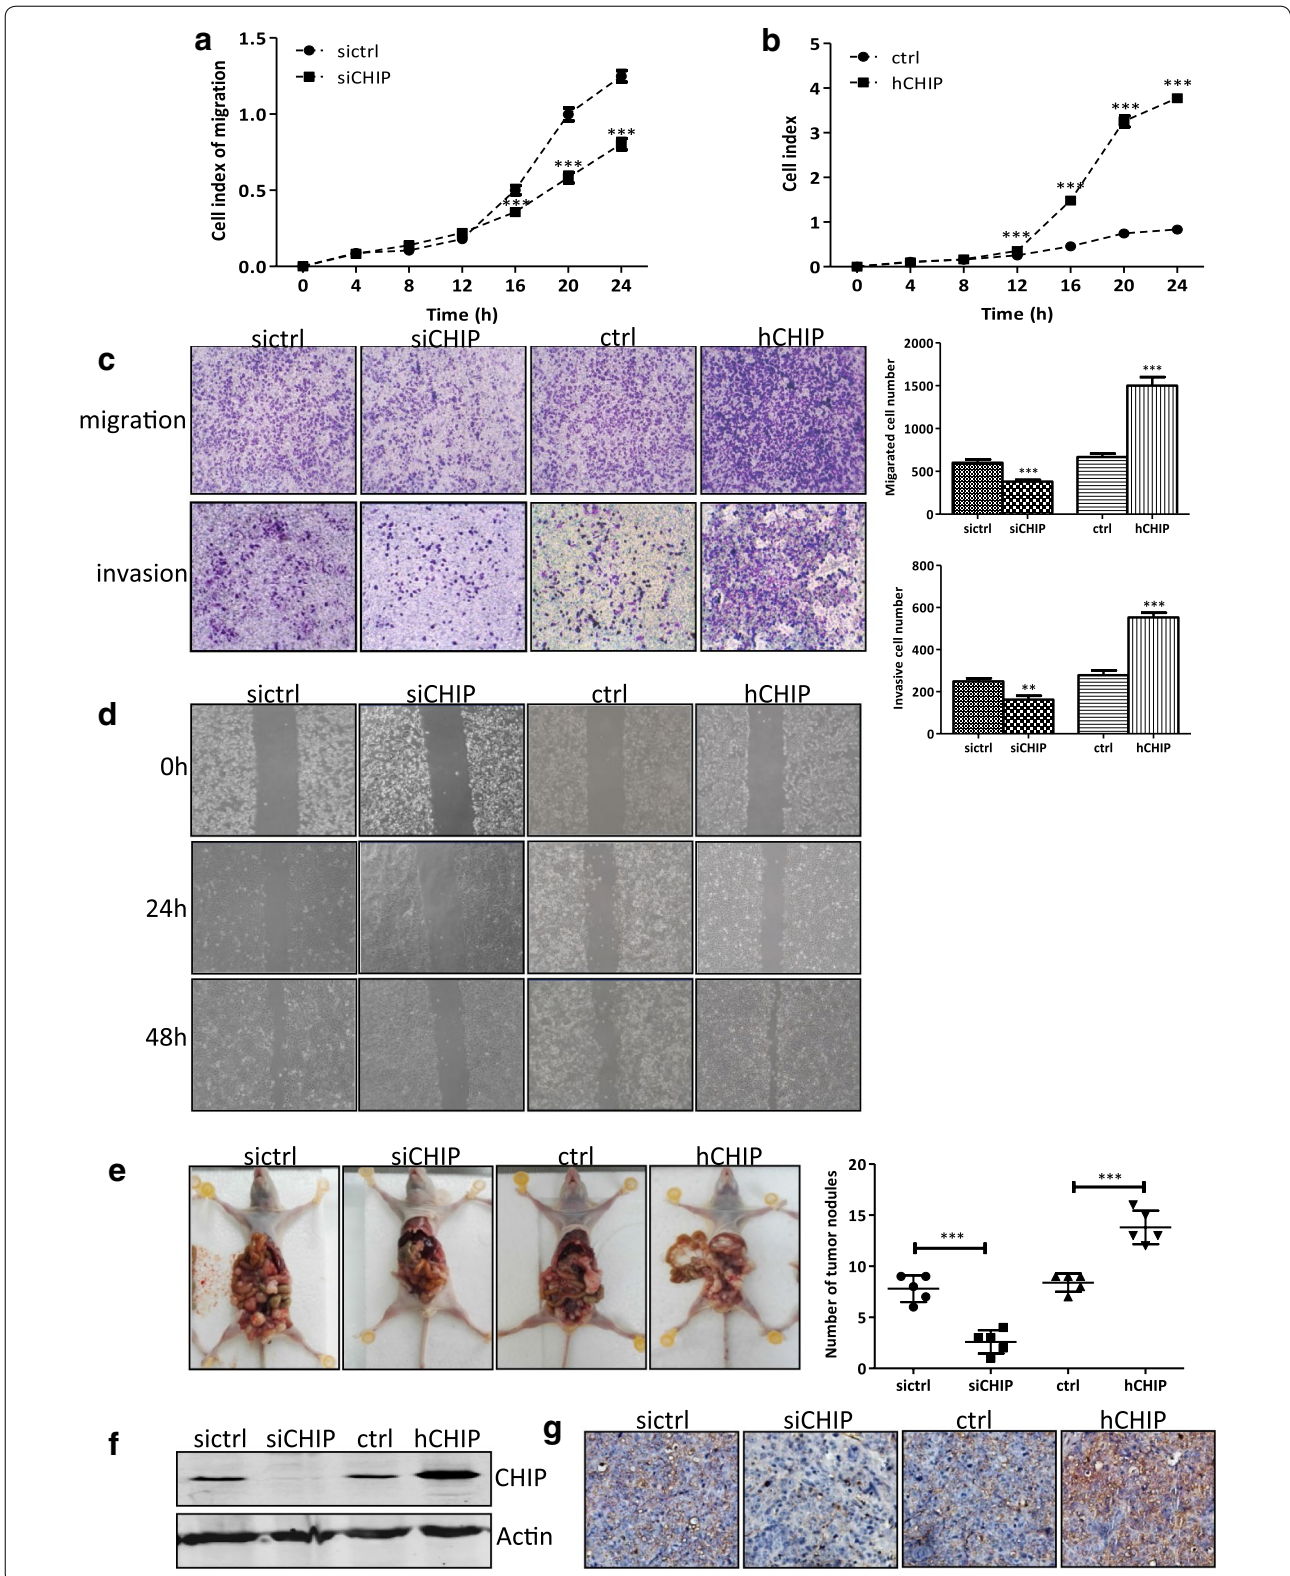 a
1.5
1.0
0.5
0.0
Cell index of migration
sictrl
siCHIP
***
***
***
0 4 8 12 16 20 24
Time (h)
b
5
4
3
2
1
0
Cell index
ctrl
hCHIP
***
***
***
***
0 4 8 12 16 20 24
Time (h)
c
sictrl siCHIP ctrl hCHIP
migration
invasion
2000
1500
1000
500
0
Migarated cell number
***
***
sictrl siCHIP ctrl hCHIP
800
600
400
200
0
Invasive cell number
**
***
sictrl siCHIP ctrl hCHIP
d
sictrl siCHIP ctrl hCHIP
0h
24h
48h
e
sictrl siCHIP ctrl hCHIP
20
15
10
5
0
Number of tumor nodules
***
***
sictrl siCHIP ctrl hCHIP
f
sictrl siCHIP ctrl hCHIP
CHIP
Actin
g
sictrl siCHIP ctrl hCHIP